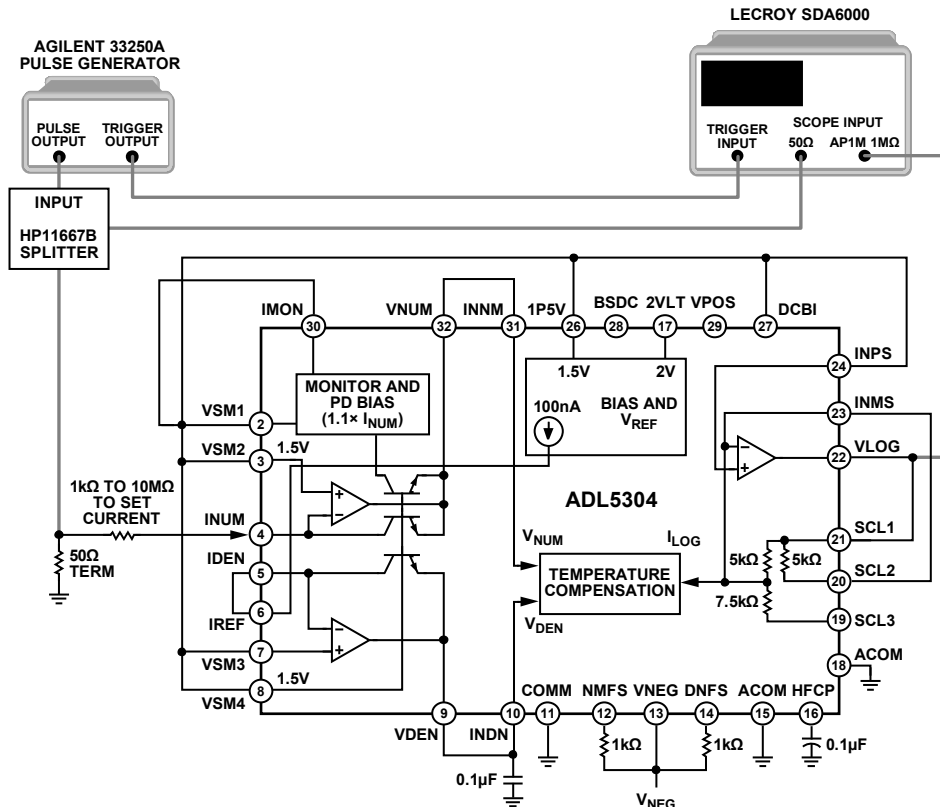 LECROY SDA6000
AGILENT 33250A
PULSE GENERATOR
PULSE
OUTPUT
TRIGGER
OUTPUT
TRIGGER
INPUT
SCOPE INPUT
50Ω
AP1M 1MΩ
INPUT
HP11667B
SPLITTER
IMON
VNUM
INNM
1P5V
BSDC
2VLT
VPOS
DCBI
30
32
31
26
28
17
29
27
INPS
24
MONITOR AND
PD BIAS
(1.1× INUM)
1.5V
2V
100nA
BIAS AND
VREF
INMS
23
VSM1
2
VSM2
3
1.5V
VLOG
22
ADL5304
1kΩ TO 10MΩ
TO SET
CURRENT
INUM
4
50Ω
TERM
IDEN
5
6
IREF
VSM3
7
8
1.5V
VSM4
VNUM
ILOG
TEMPERATURE
COMPENSATION
VDEN
5kΩ
5kΩ
7.5kΩ
SCL1
21
SCL2
20
19
SCL3
ACOM
18
COMM
NMFS
VNEG
DNFS
ACOM
HFCP
9
10
11
12
13
14
15
16
VDEN
INDN
1kΩ
1kΩ
0.1µF
0.1µF
VNEG